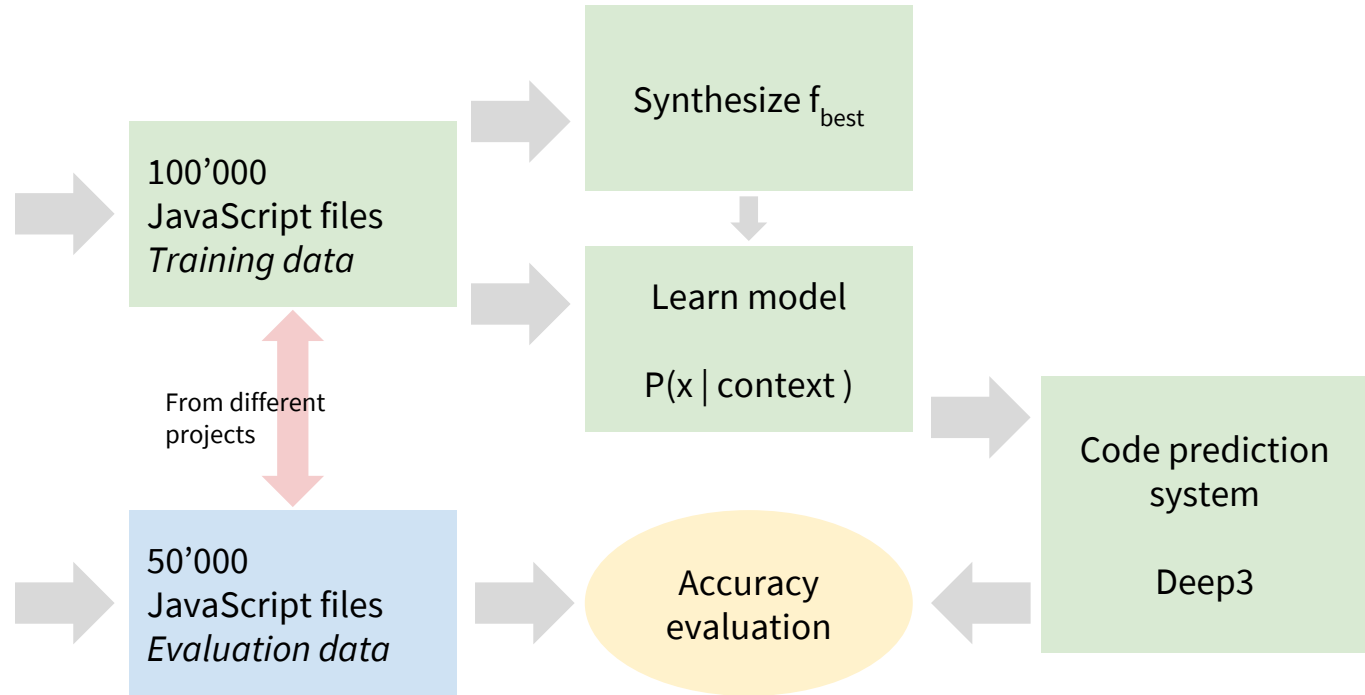 Synthesize f_best
100’000
JavaScript files
Training data
Learn model
P(x | context )
From different
projects
Code prediction
system
Deep3
50’000
JavaScript files
Evaluation data
Accuracy
evaluation